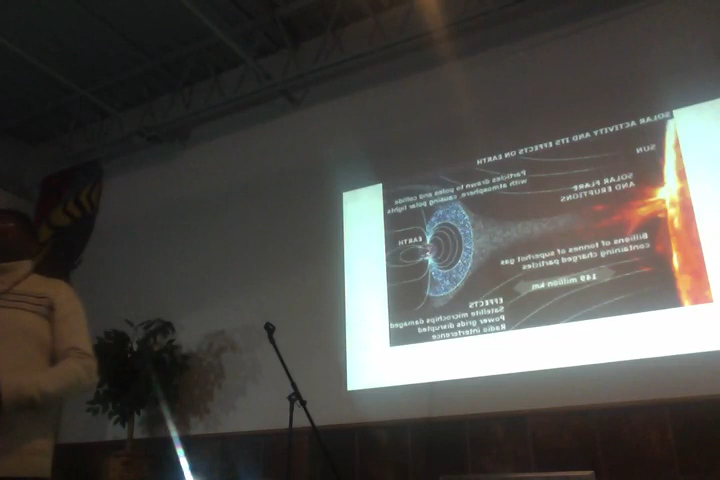 SOLAR ACTIVITY AND ITS EFFECTS ON EARTH
SUN
SOLAR FLARE
AND ERUPTIONS
Particles drawn to poles and collide
with atmosphere, causing polar lights
EARTH
Billions of tonnes of superhot gas
containing charged particles
149 million km
EFFECTS
Satellite microchips damaged
Power grids disrupted
Radio interference